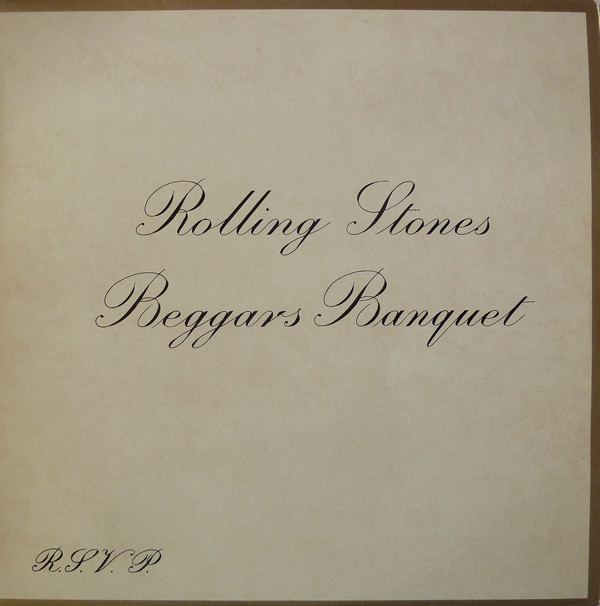 Rolling Stones
Beggars Banquet
R.S.V.P.